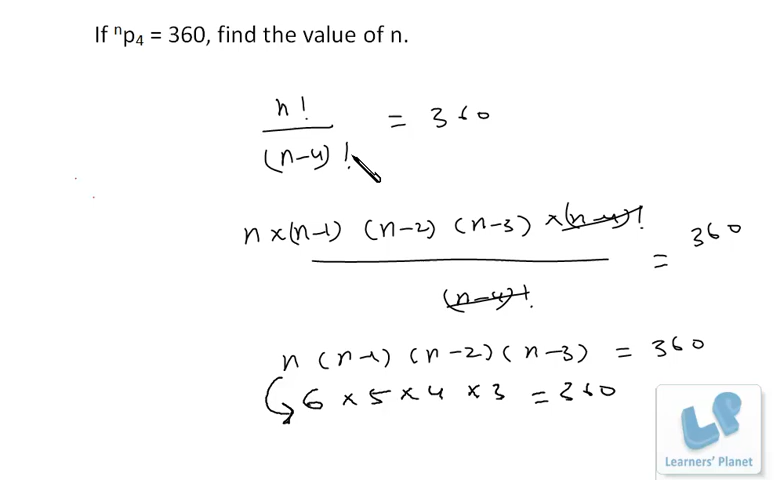 If ⁿp₄ = 360, find the value of n.
n! / (n-4)! = 360
n × (n-1) (n-2) (n-3) × (n-4)! / (n-4)! = 360
n (n-1) (n-2) (n-3) = 360
6 × 5 × 4 × 3 = 360
LP
Learners' Planet